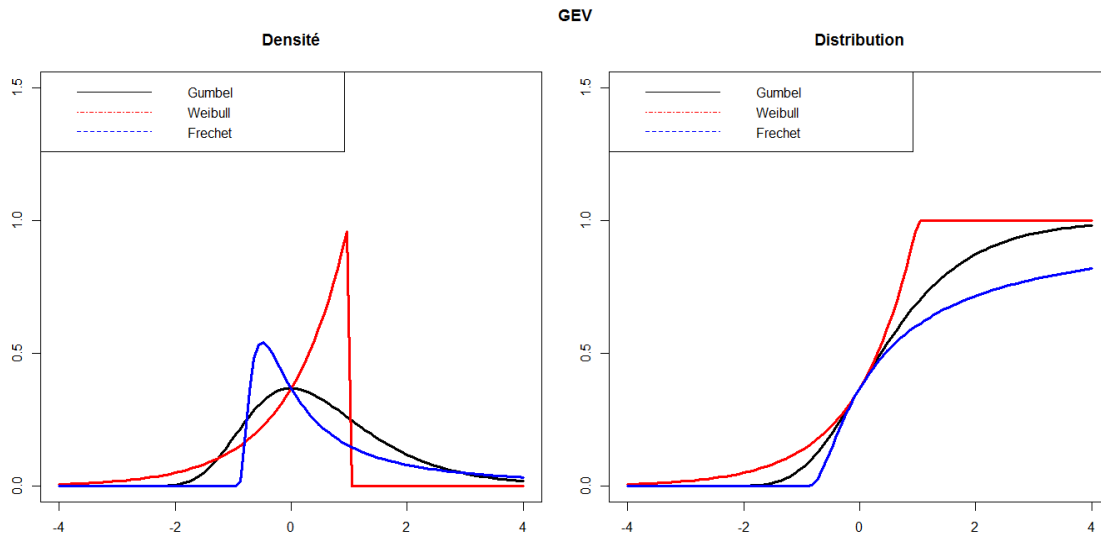 GEV
Densité
Gumbel
Weibull
Frechet
1.5
1.0
0.5
0.0
-4 -2 0 2 4
Distribution
Gumbel
Weibull
Frechet
1.5
1.0
0.5
0.0
-4 -2 0 2 4